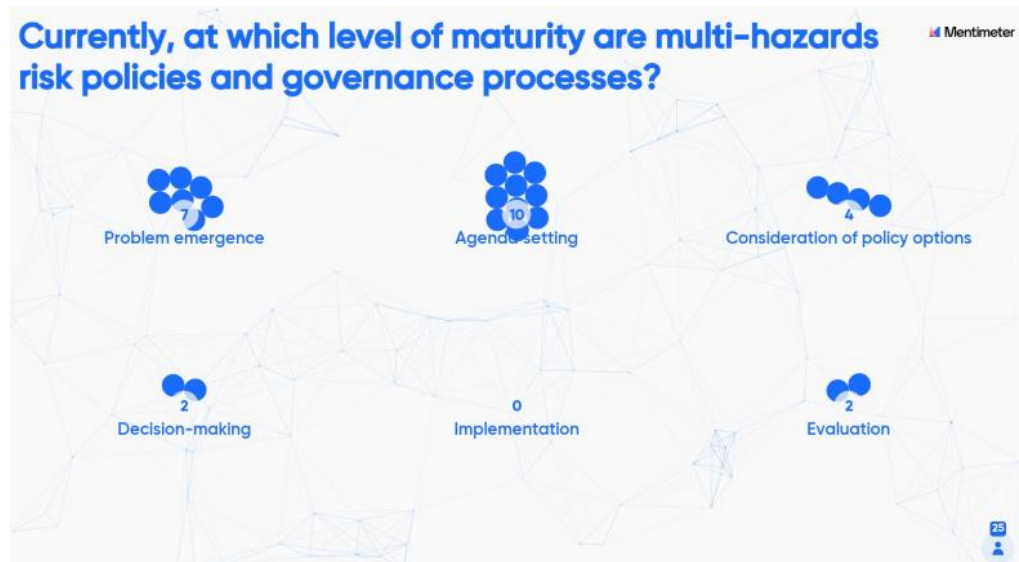 Currently, at which level of maturity are multi-hazards
risk policies and governance processes?
Mentimeter
7
Problem emergence
10
Agenda setting
4
Consideration of policy options
2
Decision-making
0
Implementation
2
Evaluation
25